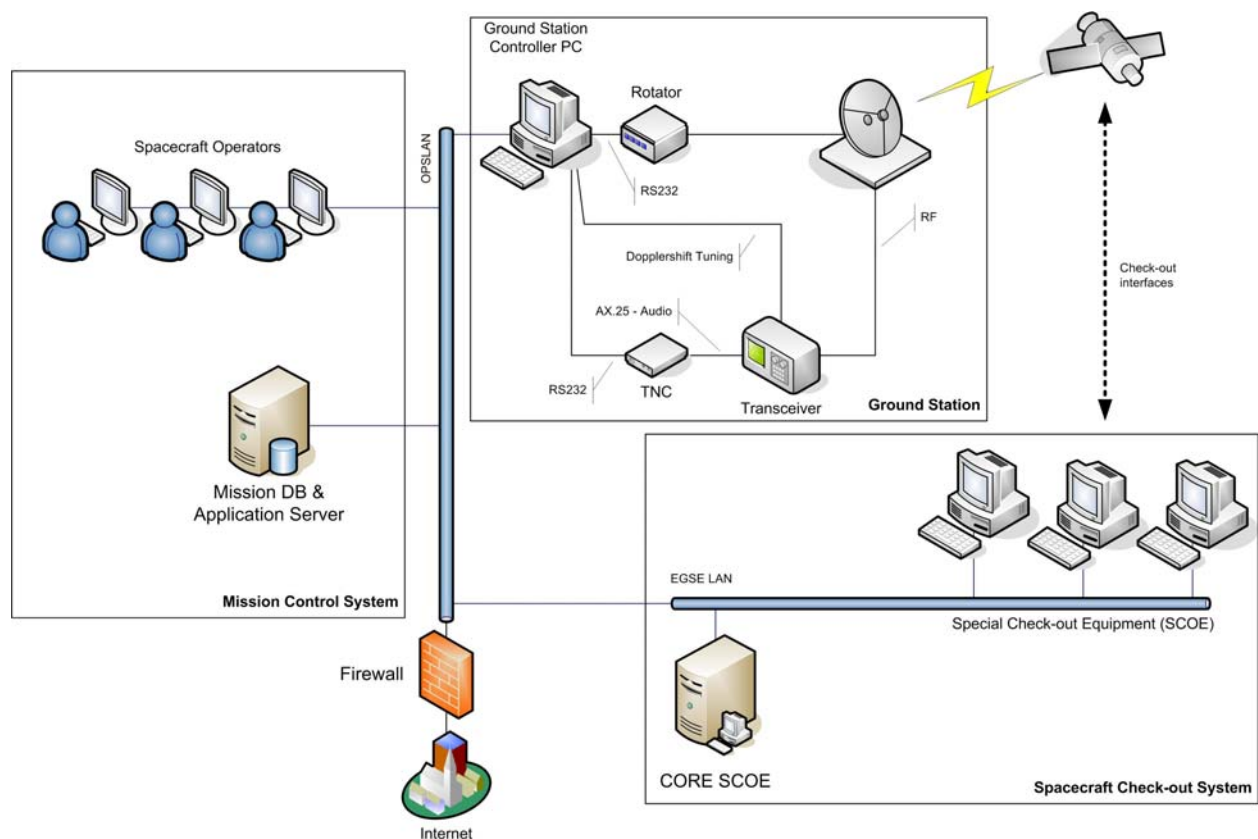 Ground Station
Controller PC
Rotator
Spacecraft Operators
OPSLAN
RS232
RF
Dopplershift Tuning
Check-out
interfaces
AX.25 - Audio
RS232
TNC
Transceiver
Ground Station
Mission DB &
Application Server
Mission Control System
EGSE LAN
Special Check-out Equipment (SCOE)
Firewall
CORE SCOE
Spacecraft Check-out System
Internet